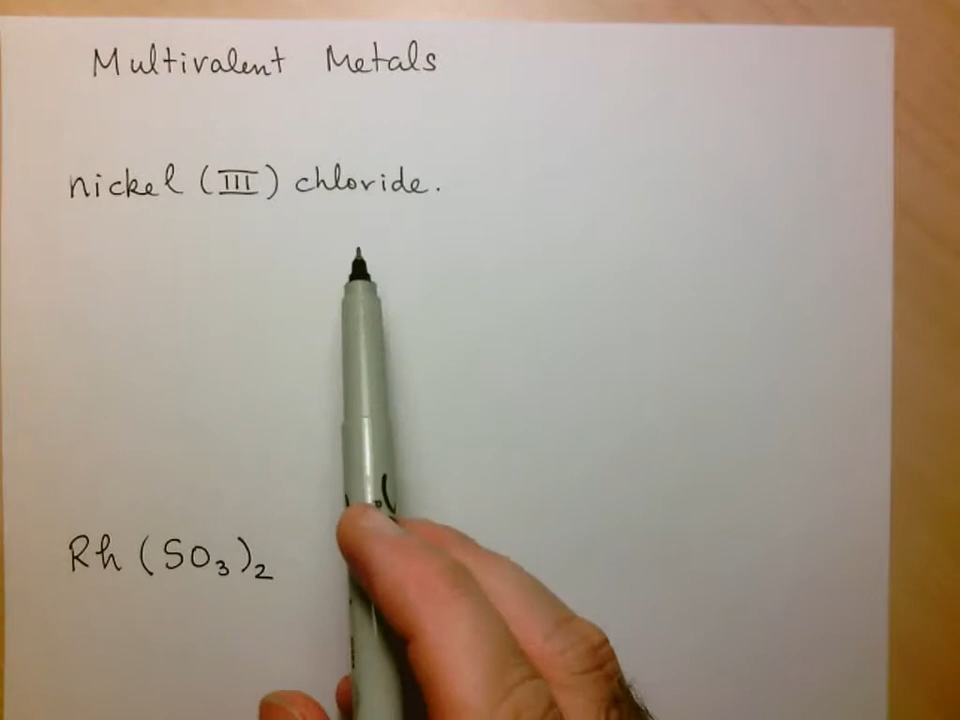 Multivalent Metals
nickel (III) chloride.
Rh (SO₃)₂